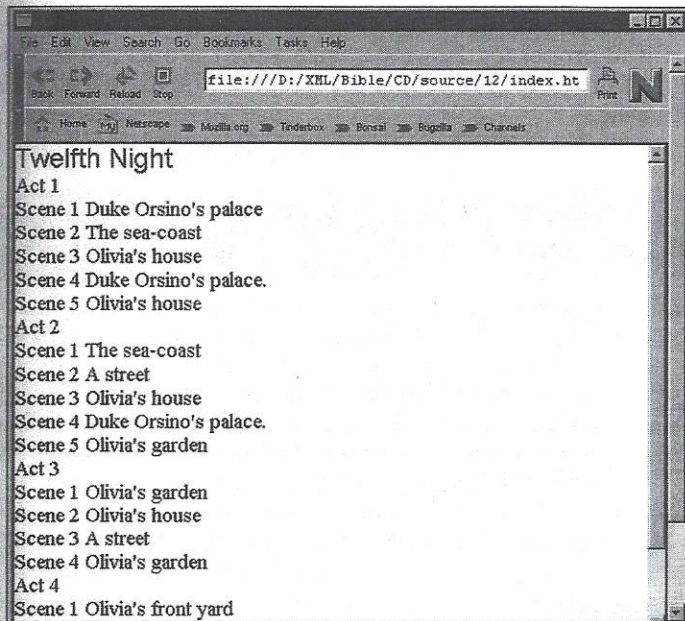 File Edit View Search Go Bookmarks Tasks Help
Back Forward Reload Stop file:///D:/XML/Bible/CD/source/12/index.ht Print N
Home My Netscape Mozilla.org Tinderbox Bonsai Bugzilla Channels
Twelfth Night
Act 1
Scene 1 Duke Orsino's palace
Scene 2 The sea-coast
Scene 3 Olivia's house
Scene 4 Duke Orsino's palace.
Scene 5 Olivia's house
Act 2
Scene 1 The sea-coast
Scene 2 A street
Scene 3 Olivia's house
Scene 4 Duke Orsino's palace.
Scene 5 Olivia's garden
Act 3
Scene 1 Olivia's garden
Scene 2 Olivia's house
Scene 3 A street
Scene 4 Olivia's garden
Act 4
Scene 1 Olivia's front yard